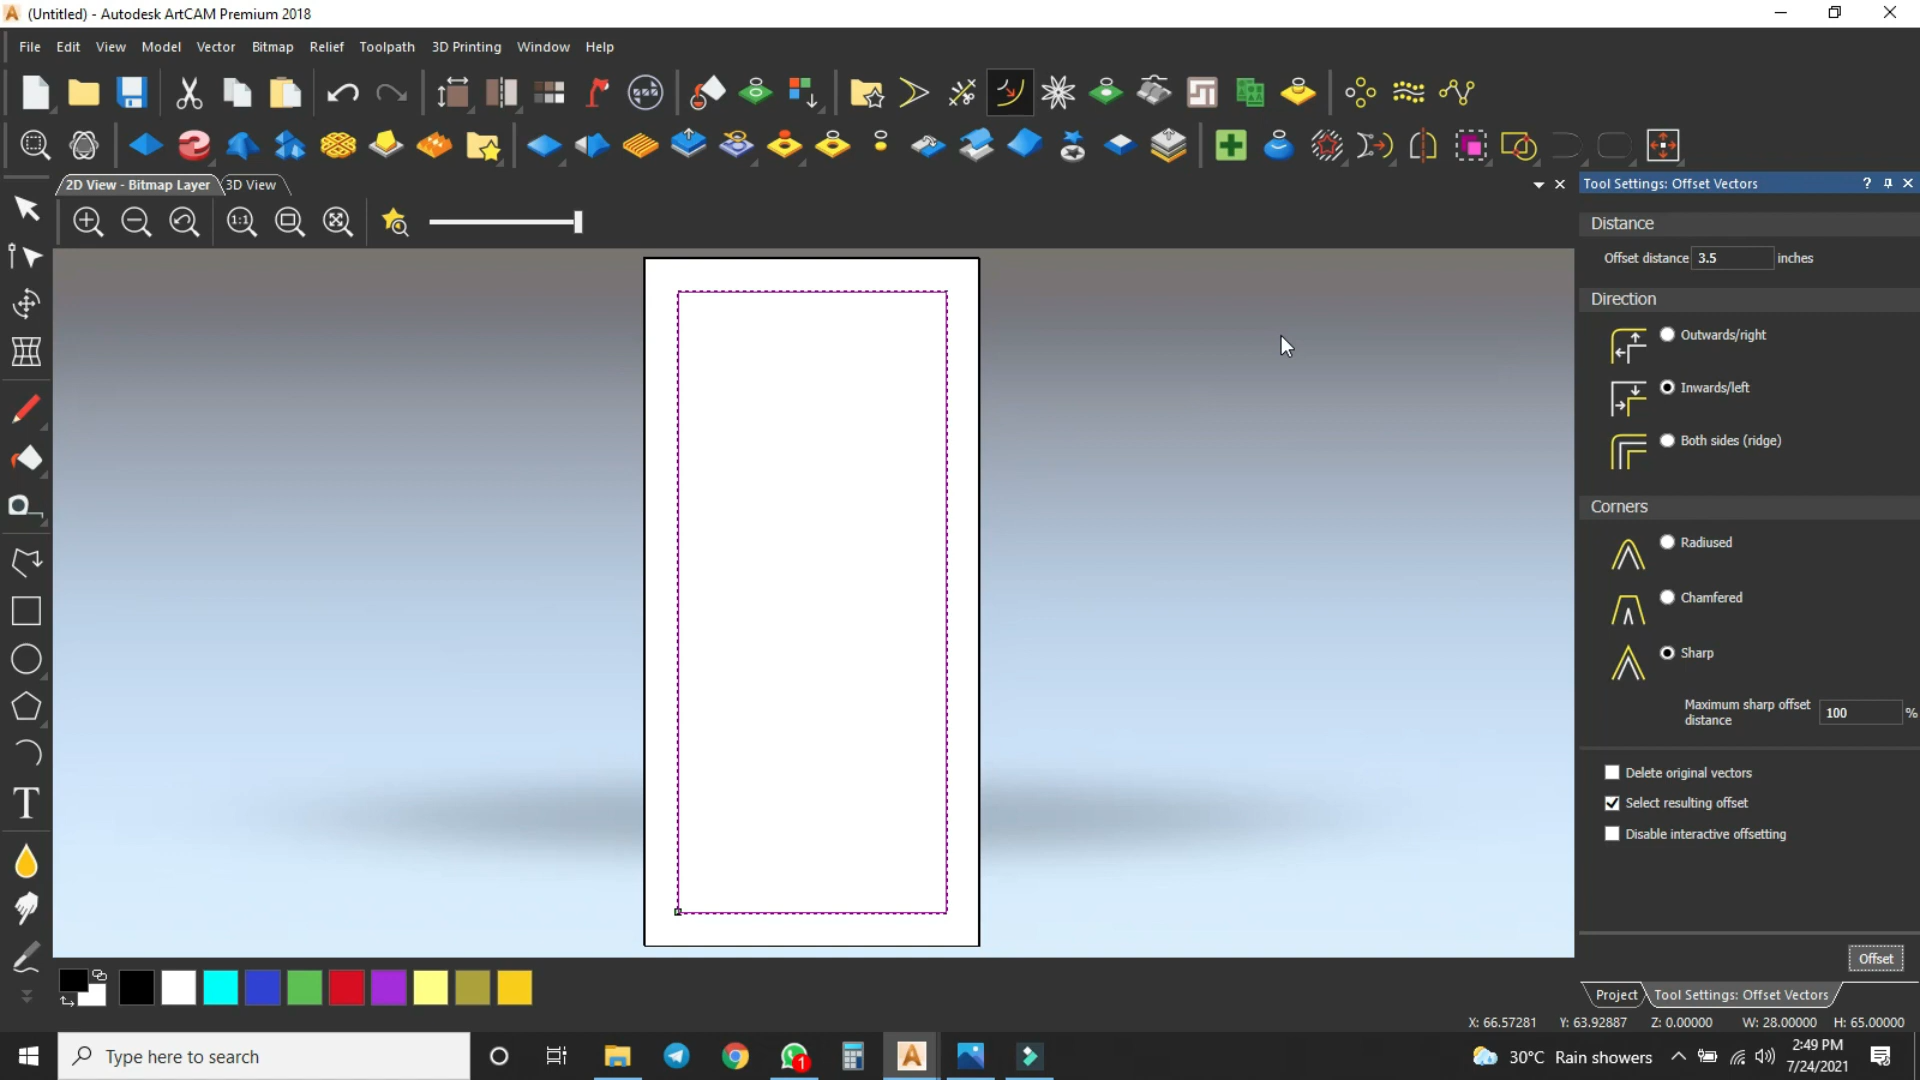 (Untitled) - Autodesk ArtCAM Premium 2018
File Edit View Model Vector Bitmap Relief Toolpath 3D Printing Window Help
2D View - Bitmap Layer 3D View
1:1
Tool Settings: Offset Vectors
Distance
Offset distance 3.5 inches
Direction
Outwards/right
Inwards/left
Both sides (ridge)
Corners
Radiused
Chamfered
Sharp
Maximum sharp offset
distance
100 %
Delete original vectors
Select resulting offset
Disable interactive offsetting
Offset
Project Tool Settings: Offset Vectors
X: 66.57281 Y: 63.92887 Z: 0.00000 W: 28.00000 H: 65.00000
Type here to search
1
30°C Rain showers
2:49 PM
7/24/2021